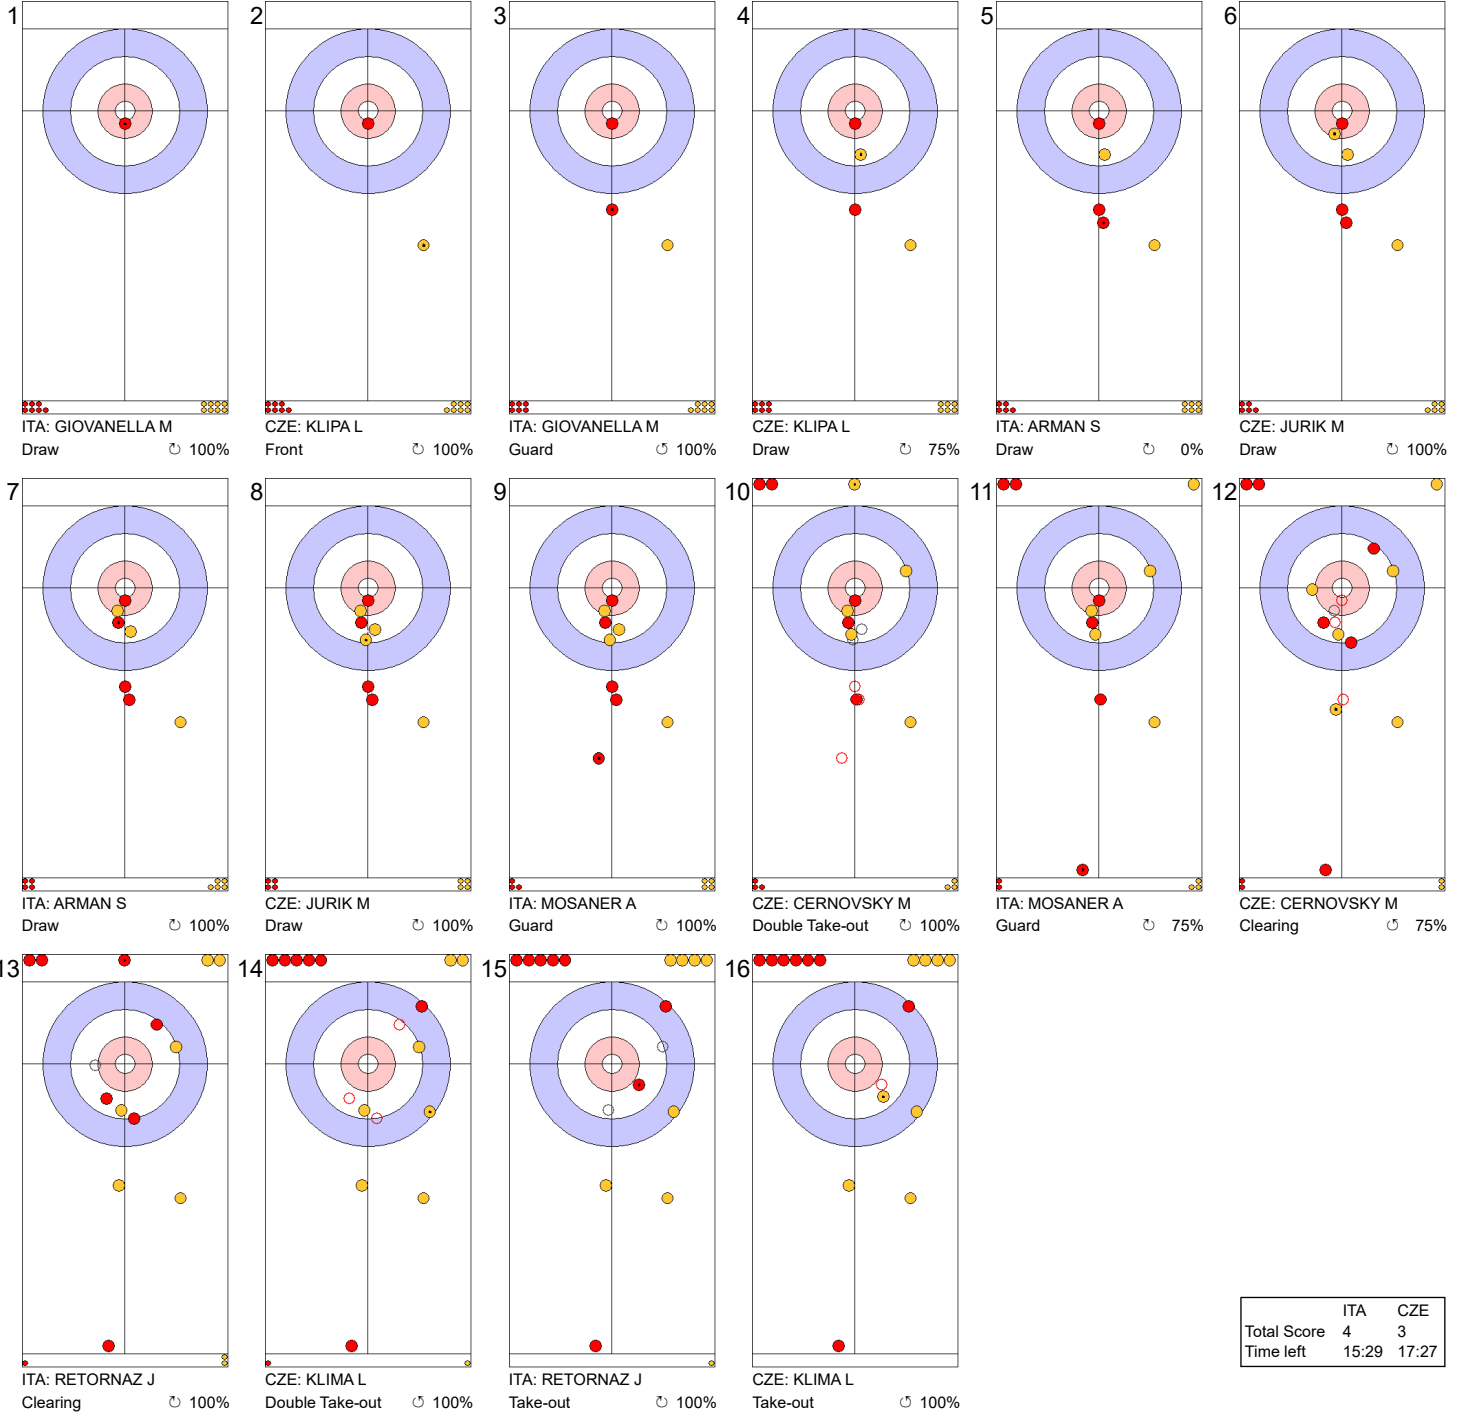 1
ITA: GIOVANELLA M
Draw ↻ 100%
2
CZE: KLIPA L
Front ↻ 100%
3
ITA: GIOVANELLA M
Guard ↻ 100%
4
CZE: KLIPA L
Draw ↻ 75%
5
ITA: ARMAN S
Draw ↻ 0%
6
CZE: JURIK M
Draw ↻ 100%
7
ITA: ARMAN S
Draw ↻ 100%
8
CZE: JURIK M
Draw ↻ 100%
9
ITA: MOSANER A
Guard ↻ 100%
10
CZE: CERNOVSKY M
Double Take-out ↻ 100%
11
ITA: MOSANER A
Guard ↻ 75%
12
CZE: CERNOVSKY M
Clearing ↺ 75%
13
ITA: RETORNAZ J
Clearing ↻ 100%
14
CZE: KLIMA L
Double Take-out ↺ 100%
15
ITA: RETORNAZ J
Take-out ↻ 100%
16
CZE: KLIMA L
Take-out ↺ 100%
ITA CZE
Total Score 4 3
Time left 15:29 17:27